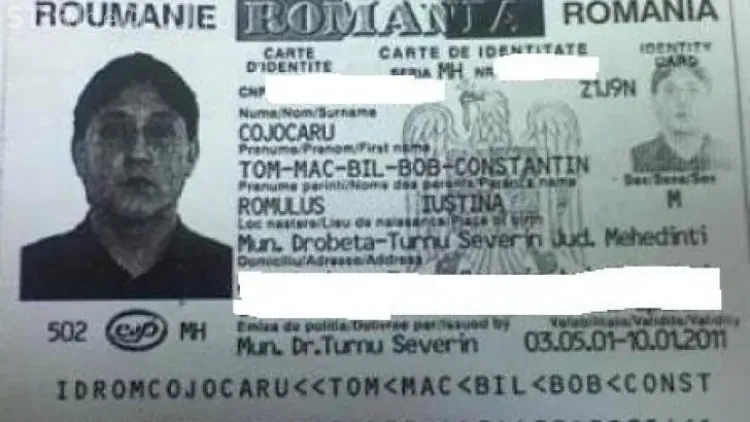 ROUMANIE ROMANIA ROMANIA
CARTE D'IDENTITE
CARTE DE IDENTITATE
IDENTITY CARD
SERIA MH NR
CNP
Z1J9N
Nume/Nom/Surname
COJOCARU
Prenume/Prenom/First name
TOM-MAC-BIL-BOB-CONSTANTIN
Prenume parinti/Noms des parents/Parent's name
Sex/Sexe/Sex
ROMULUS IUSTINA
M
Loc nastere/Lieu de naissance/Place of birth
Mun. Drobeta-Turnu Severin Jud. Mehedinti
Domiciliu/Adresse/Address
502 MH
Emisa de politia/Delivree par/Issued by
Valabilitate/Validite/Validity
Mun. Dr.Turnu Severin
03.05.01-10.01.2011
IDROMCOJOCARU<<TOM<MAC<BIL<BOB<CONST